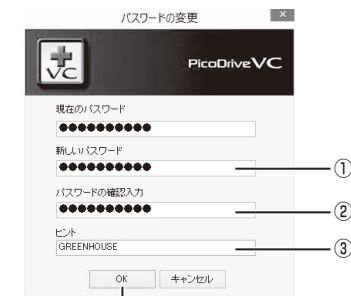 パスワードの変更
×
VC
PicoDriveVC
現在のパスワード
●●●●●●●●●●
新しいパスワード
●●●●●●●●●●
①
パスワードの確認入力
●●●●●●●●●●
②
ヒント
GREENHOUSE
③
OK キャンセル